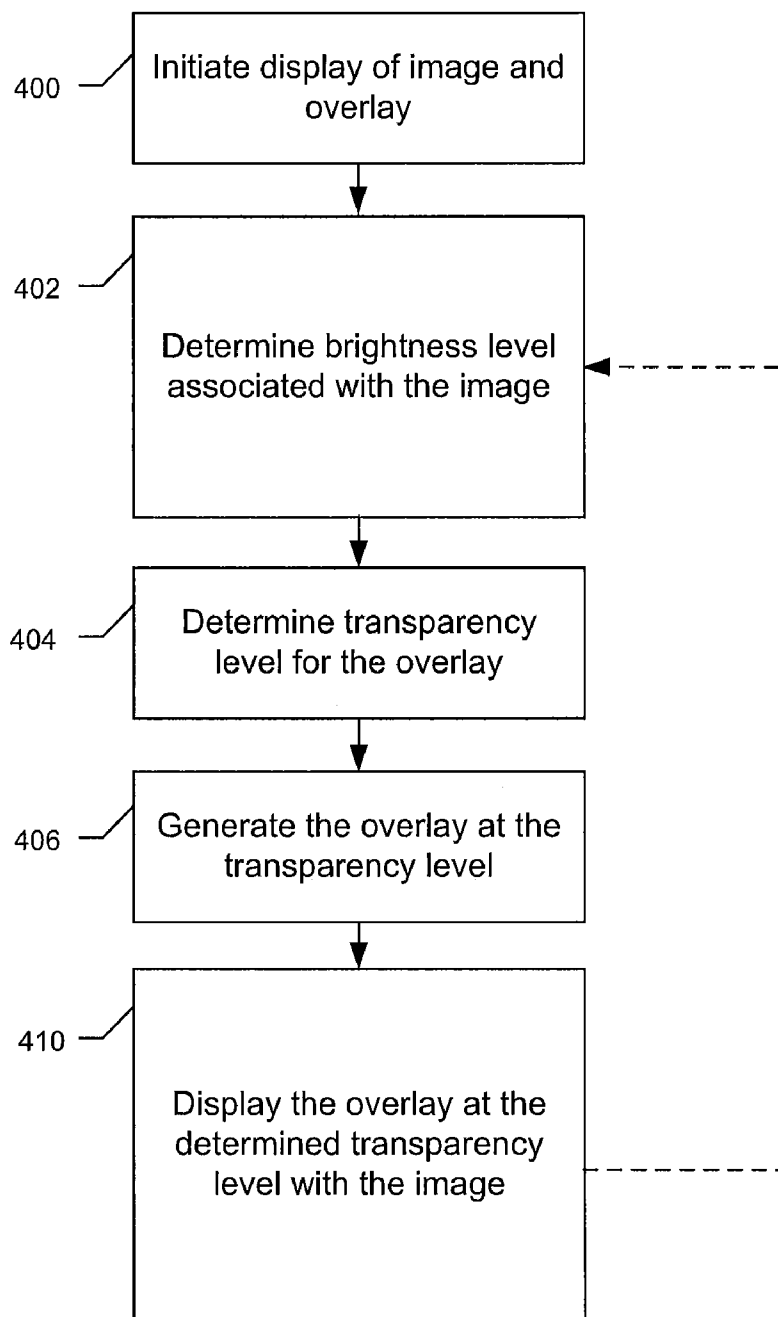 400
Initiate display of image and
overlay
402
Determine brightness level
associated with the image
404
Determine transparency
level for the overlay
406
Generate the overlay at the
transparency level
410
Display the overlay at the
determined transparency
level with the image